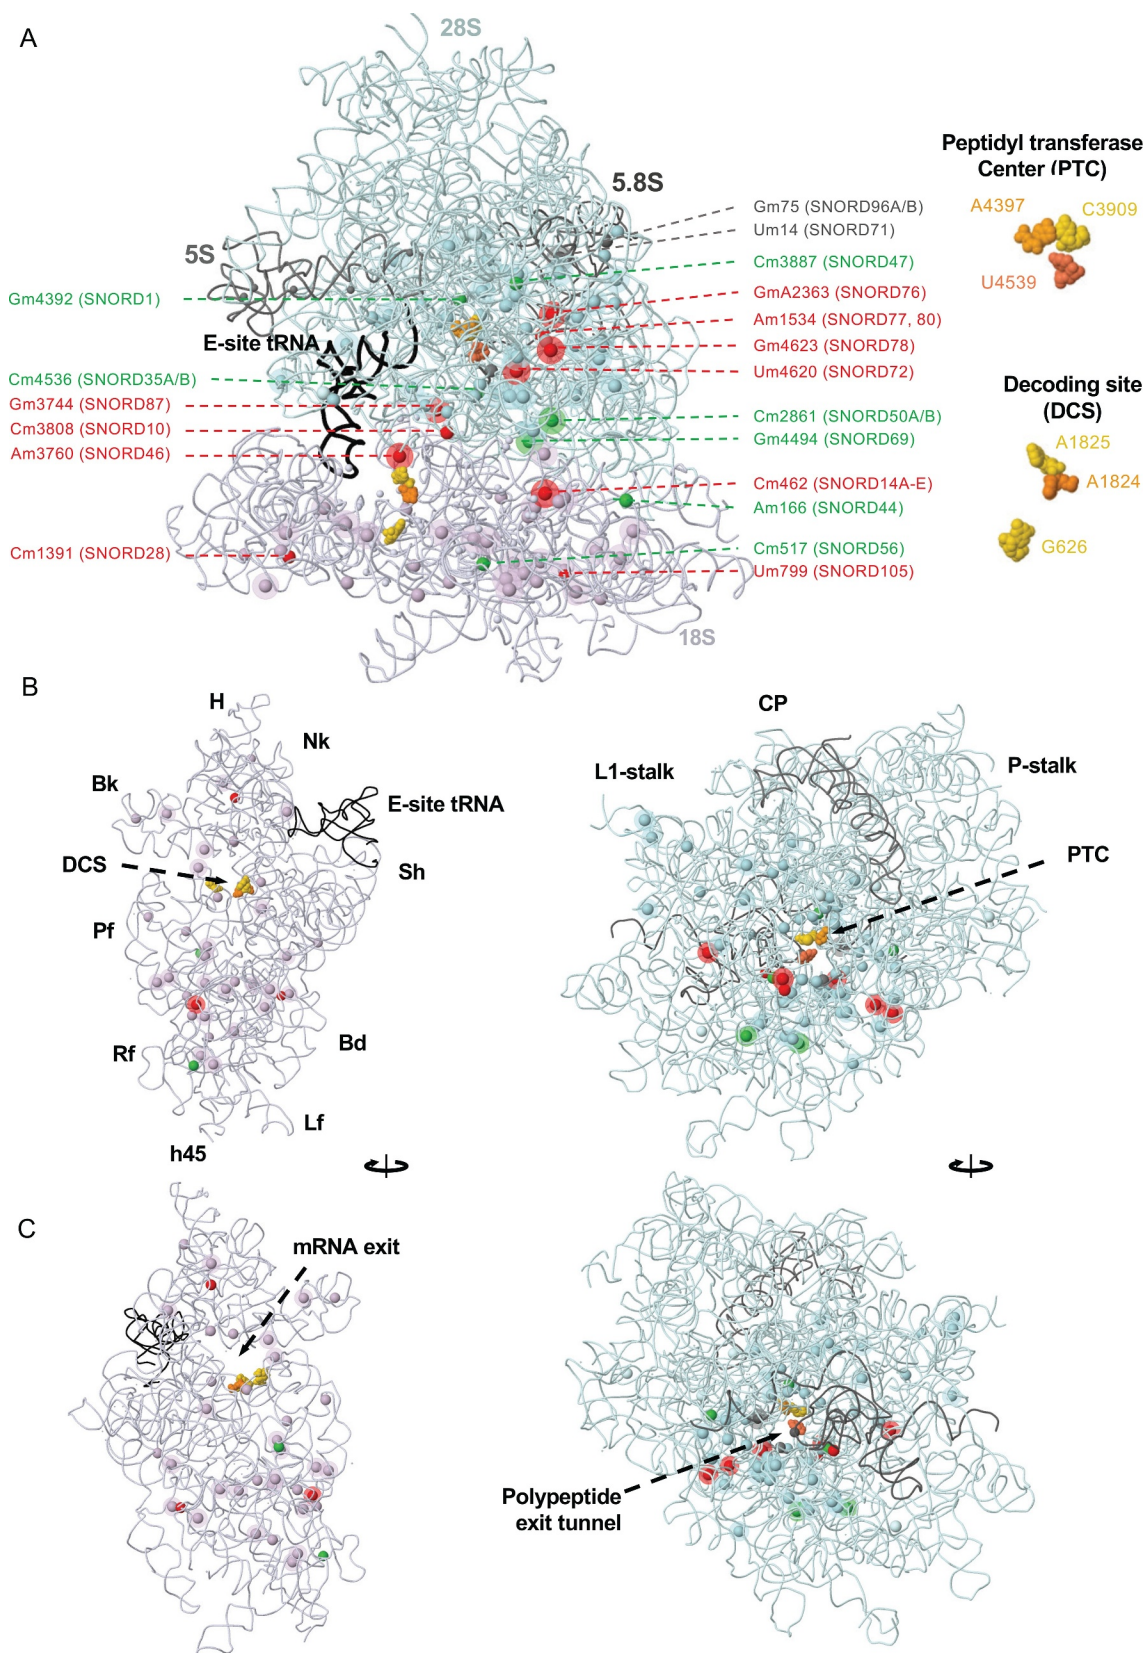 A
28S
5.8S
5S
E-site tRNA
18S
Gm4392 (SNORD1)
Cm4536 (SNORD35A/B)
Gm3744 (SNORD87)
Cm3808 (SNORD10)
Am3760 (SNORD46)
Cm1391 (SNORD28)
Gm75 (SNORD96A/B)
Um14 (SNORD71)
Cm3887 (SNORD47)
GmA2363 (SNORD76)
Am1534 (SNORD77, 80)
Gm4623 (SNORD78)
Um4620 (SNORD72)
Cm2861 (SNORD50A/B)
Gm4494 (SNORD69)
Cm462 (SNORD14A-E)
Am166 (SNORD44)
Cm517 (SNORD56)
Um799 (SNORD105)
Peptidyl transferase
Center (PTC)
A4397
C3909
U4539
Decoding site
(DCS)
A1825
A1824
G626
B
H
Nk
Bk
E-site tRNA
DCS
Sh
Pf
Rf
Bd
Lf
h45
CP
L1-stalk
P-stalk
PTC
C
mRNA exit
Polypeptide
exit tunnel